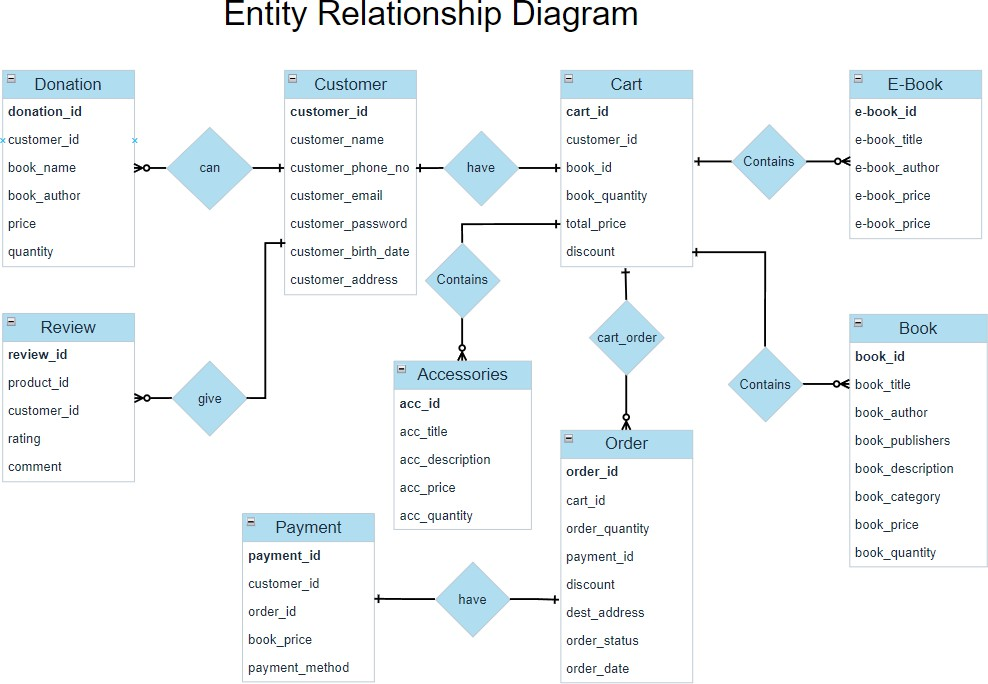 Entity Relationship Diagram
Donation
donation_id
customer_id
book_name
book_author
price
quantity
can
Customer
customer_id
customer_name
customer_phone_no
customer_email
customer_password
customer_birth_date
customer_address
have
Cart
cart_id
customer_id
book_id
book_quantity
total_price
discount
Contains
E-Book
e-book_id
e-book_title
e-book_author
e-book_price
e-book_price
Review
review_id
product_id
customer_id
rating
comment
give
Contains
Accessories
acc_id
acc_title
acc_description
acc_price
acc_quantity
cart_order
Contains
Book
book_id
book_title
book_author
book_publishers
book_description
book_category
book_price
book_quantity
Payment
payment_id
customer_id
order_id
book_price
payment_method
have
Order
order_id
cart_id
order_quantity
payment_id
discount
dest_address
order_status
order_date